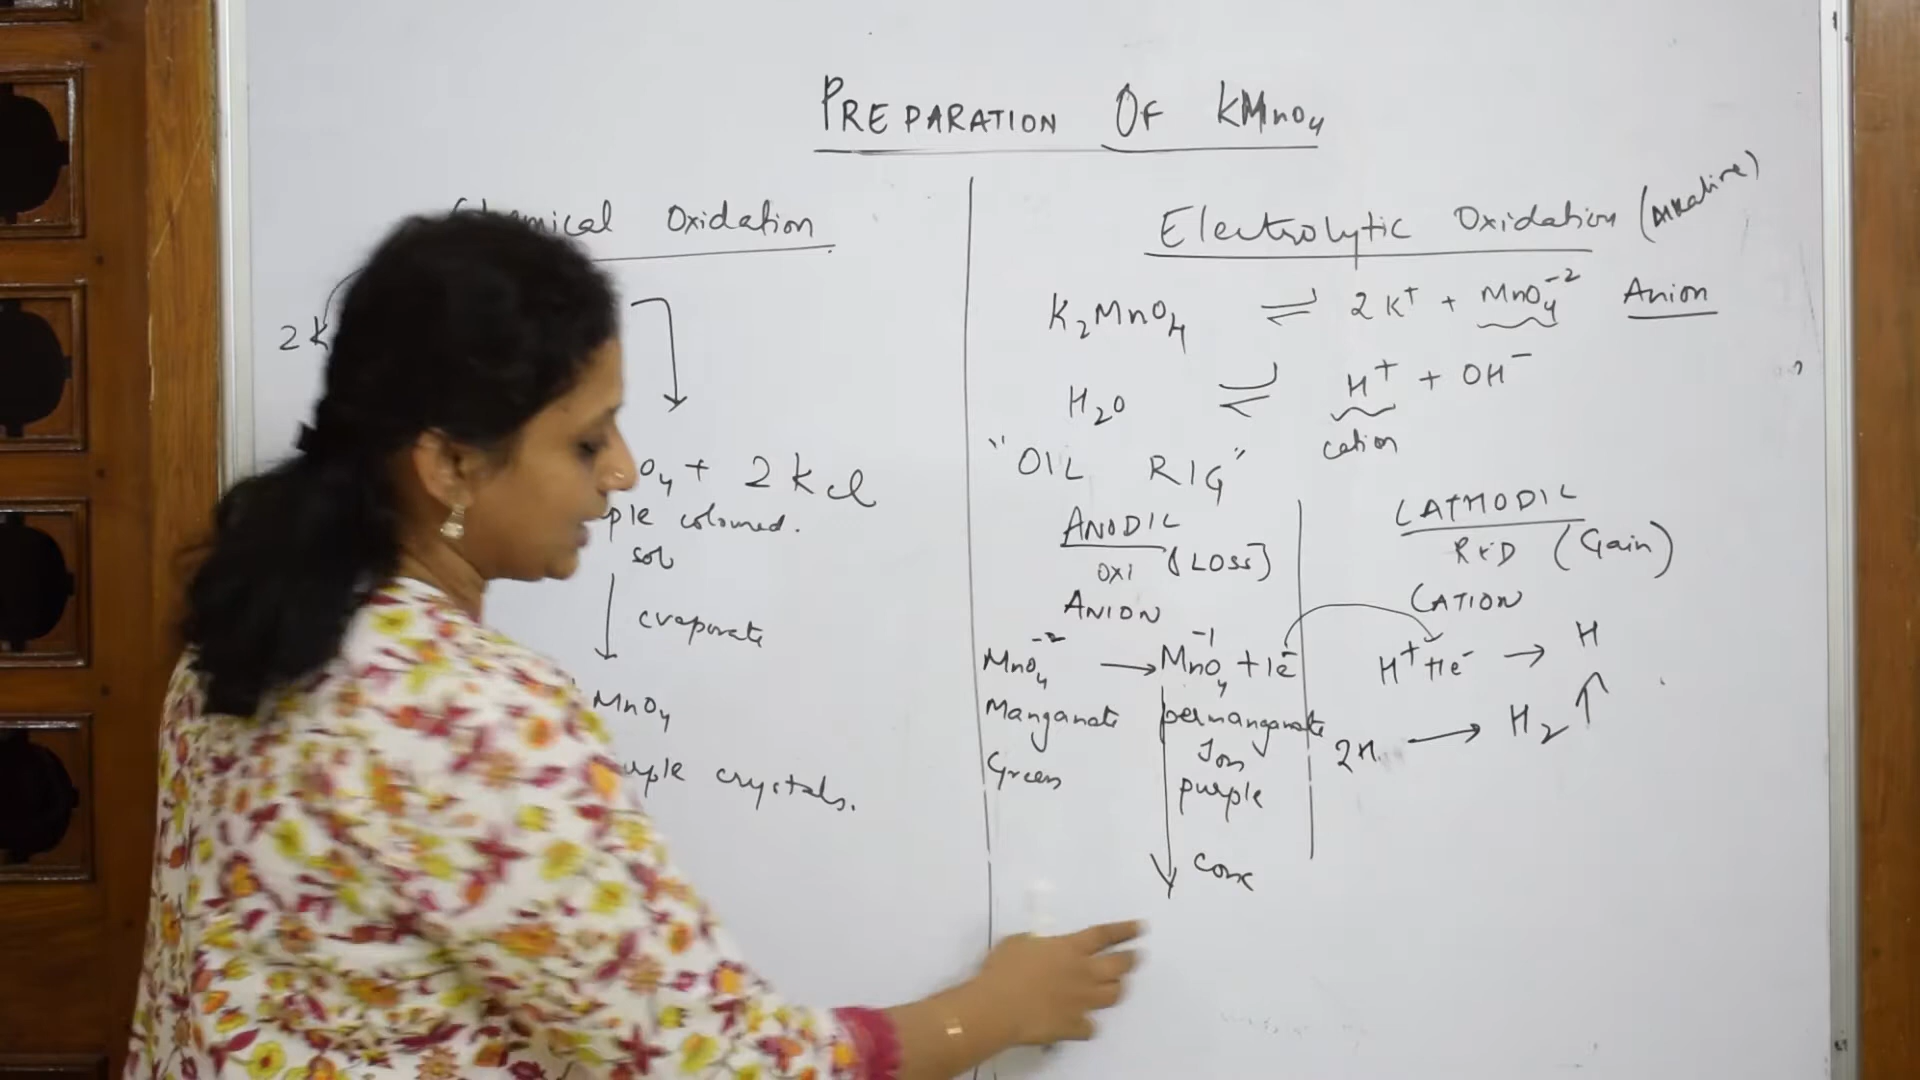 PREPARATION OF KMnO4
Chemical Oxidation
2K
O4 + 2KCl
ple coloured.
sol
evaporate
MnO4
crystals.
Electrolytic Oxidation (Alkaline)
K2MnO4 ⇌ 2K+ + MnO4-2 Anion
H2O ⇌ H+ + OH-
cation
"OIL RIG"
ANODIC
OXI (LOSS)
ANION
MnO4-2 → MnO4-1 + 1e-
Manganate permanganate
Ion
Green purple
conc
CATHODIC
RED (Gain)
CATION
H+ + 1e- → H
2H → H2 ↑